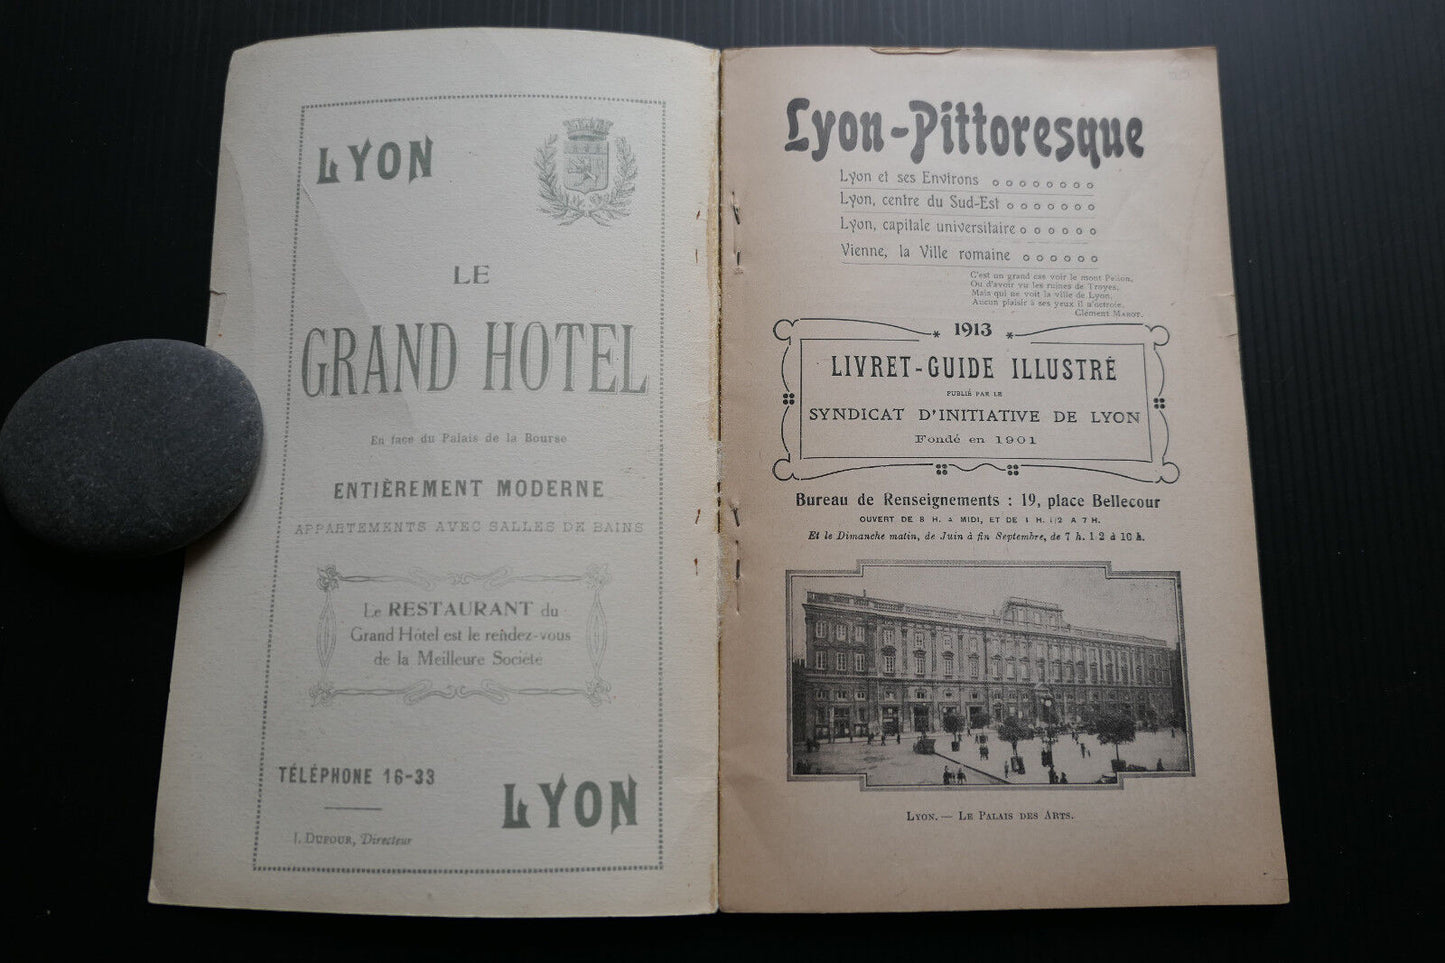 LYON
LE
GRAND HOTEL
En face du Palais de la Bourse
ENTIÈREMENT MODERNE
APPARTEMENTS AVEC SALLES DE BAINS
Le RESTAURANT du
Grand Hôtel est le rendez-vous
de la Meilleure Société
TÉLÉPHONE 16-33
LYON
J. DUFOUR, Directeur
Lyon-Pittoresque
Lyon et ses Environs
Lyon, centre du Sud-Est
Lyon, capitale universitaire
Vienne, la Ville romaine
C'est un grand cas voir le mont Pelion,
Ou d'avoir vu les ruines de Troyes,
Mais qui ne voit la ville de Lyon,
Aucun plaisir à ses yeux il n'octroie.
Clément MAROT.
* 1913 *
LIVRET-GUIDE ILLUSTRÉ
PUBLIÉ PAR LE
SYNDICAT D'INITIATIVE DE LYON
Fondé en 1901
Bureau de Renseignements : 19, place Bellecour
OUVERT DE 8 H. A MIDI, ET DE 1 H. 1/2 A 7 H.
Et le Dimanche matin, de Juin à fin Septembre, de 7 h. 1 2 à 10 h.
LYON. — LE PALAIS DES ARTS.